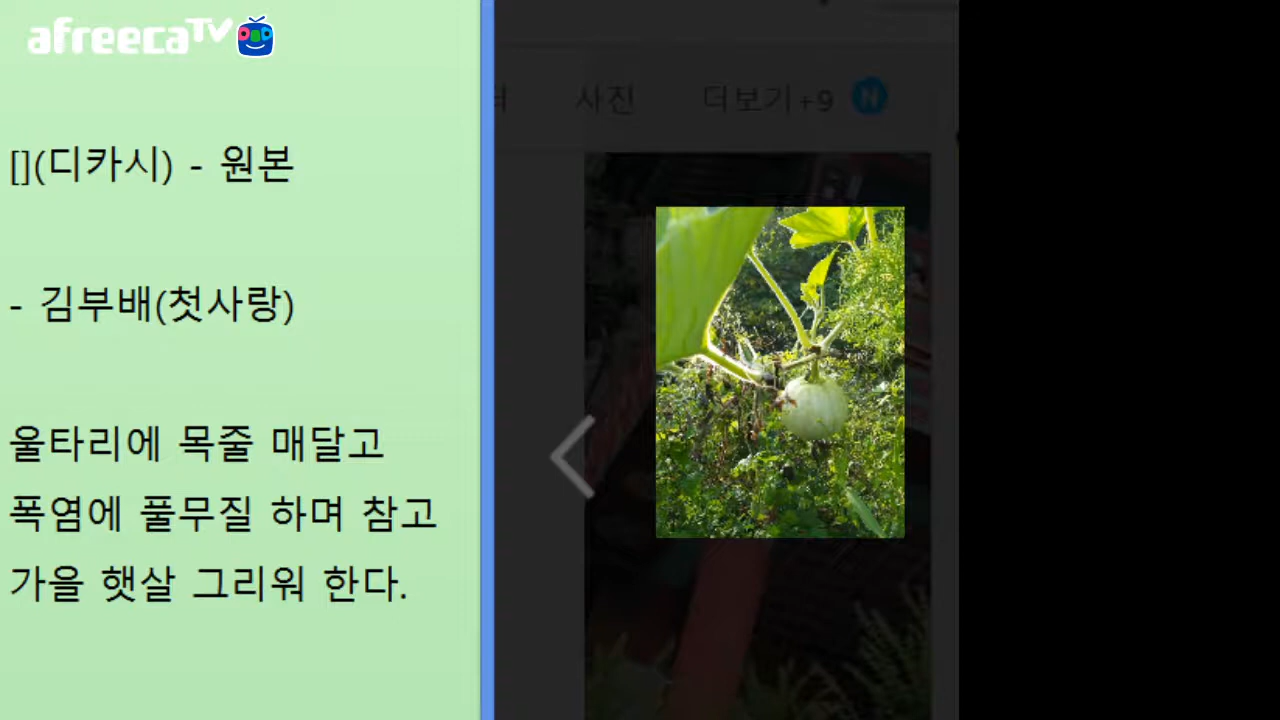 afreecaTV
[](디카시) - 원본
- 김부배(첫사랑)
울타리에 목줄 매달고
폭염에 풀무질 하며 참고
가을 햇살 그리워 한다.
사진 더보기+9 N